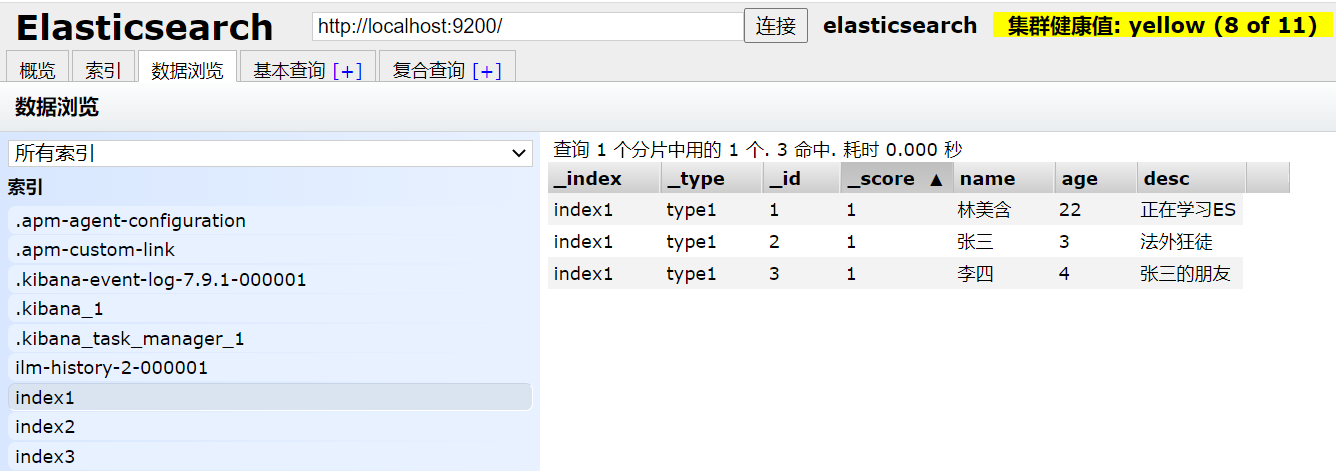 Elasticsearch http://localhost:9200/ 连接 elasticsearch 集群健康值: yellow (8 of 11)
概览 索引 数据浏览 基本查询 [+] 复合查询 [+]
数据浏览
所有索引
索引
.apm-agent-configuration
.apm-custom-link
.kibana-event-log-7.9.1-000001
.kibana_1
.kibana_task_manager_1
ilm-history-2-000001
index1
index2
index3
查询 1 个分片中用的 1 个. 3 命中. 耗时 0.000 秒
_index _type _id _score ▲ name age desc
index1 type1 1 1 林美含 22 正在学习ES
index1 type1 2 1 张三 3 法外狂徒
index1 type1 3 1 李四 4 张三的朋友